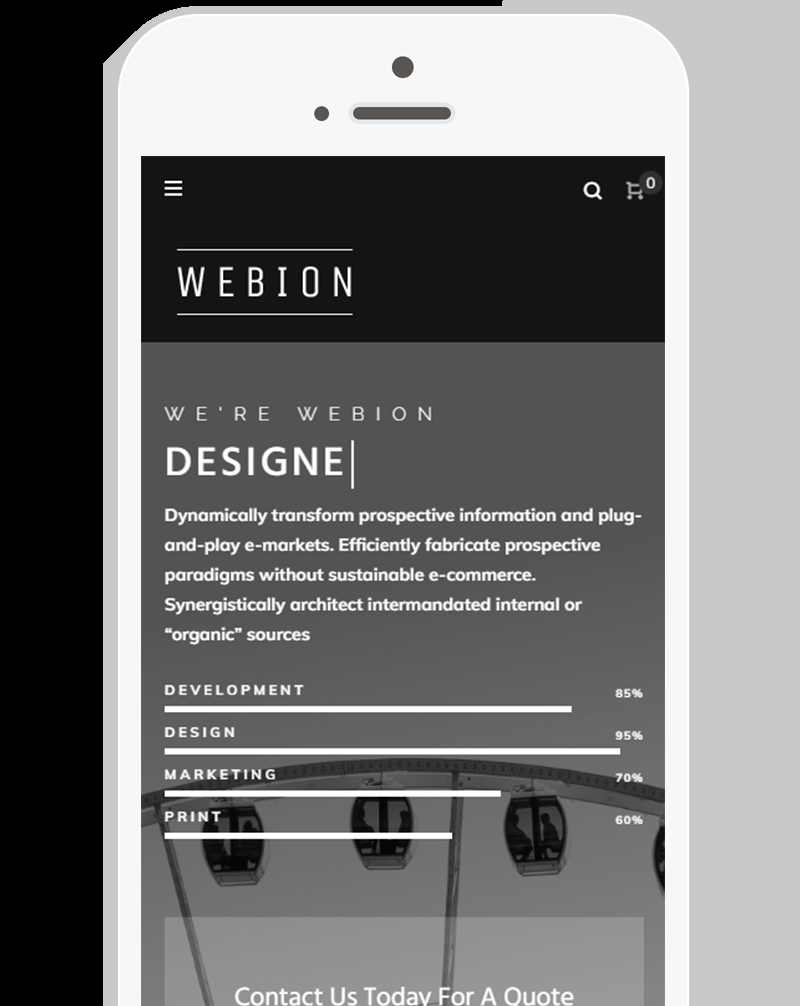 0
WEBION
WE'RE WEBION
DESIGNE
Dynamically transform prospective information and plug-
and-play e-markets. Efficiently fabricate prospective
paradigms without sustainable e-commerce.
Synergistically architect intermandated internal or
“organic” sources
DEVELOPMENT 85%
DESIGN 95%
MARKETING 70%
PRINT 60%
Contact Us Today For A Quote